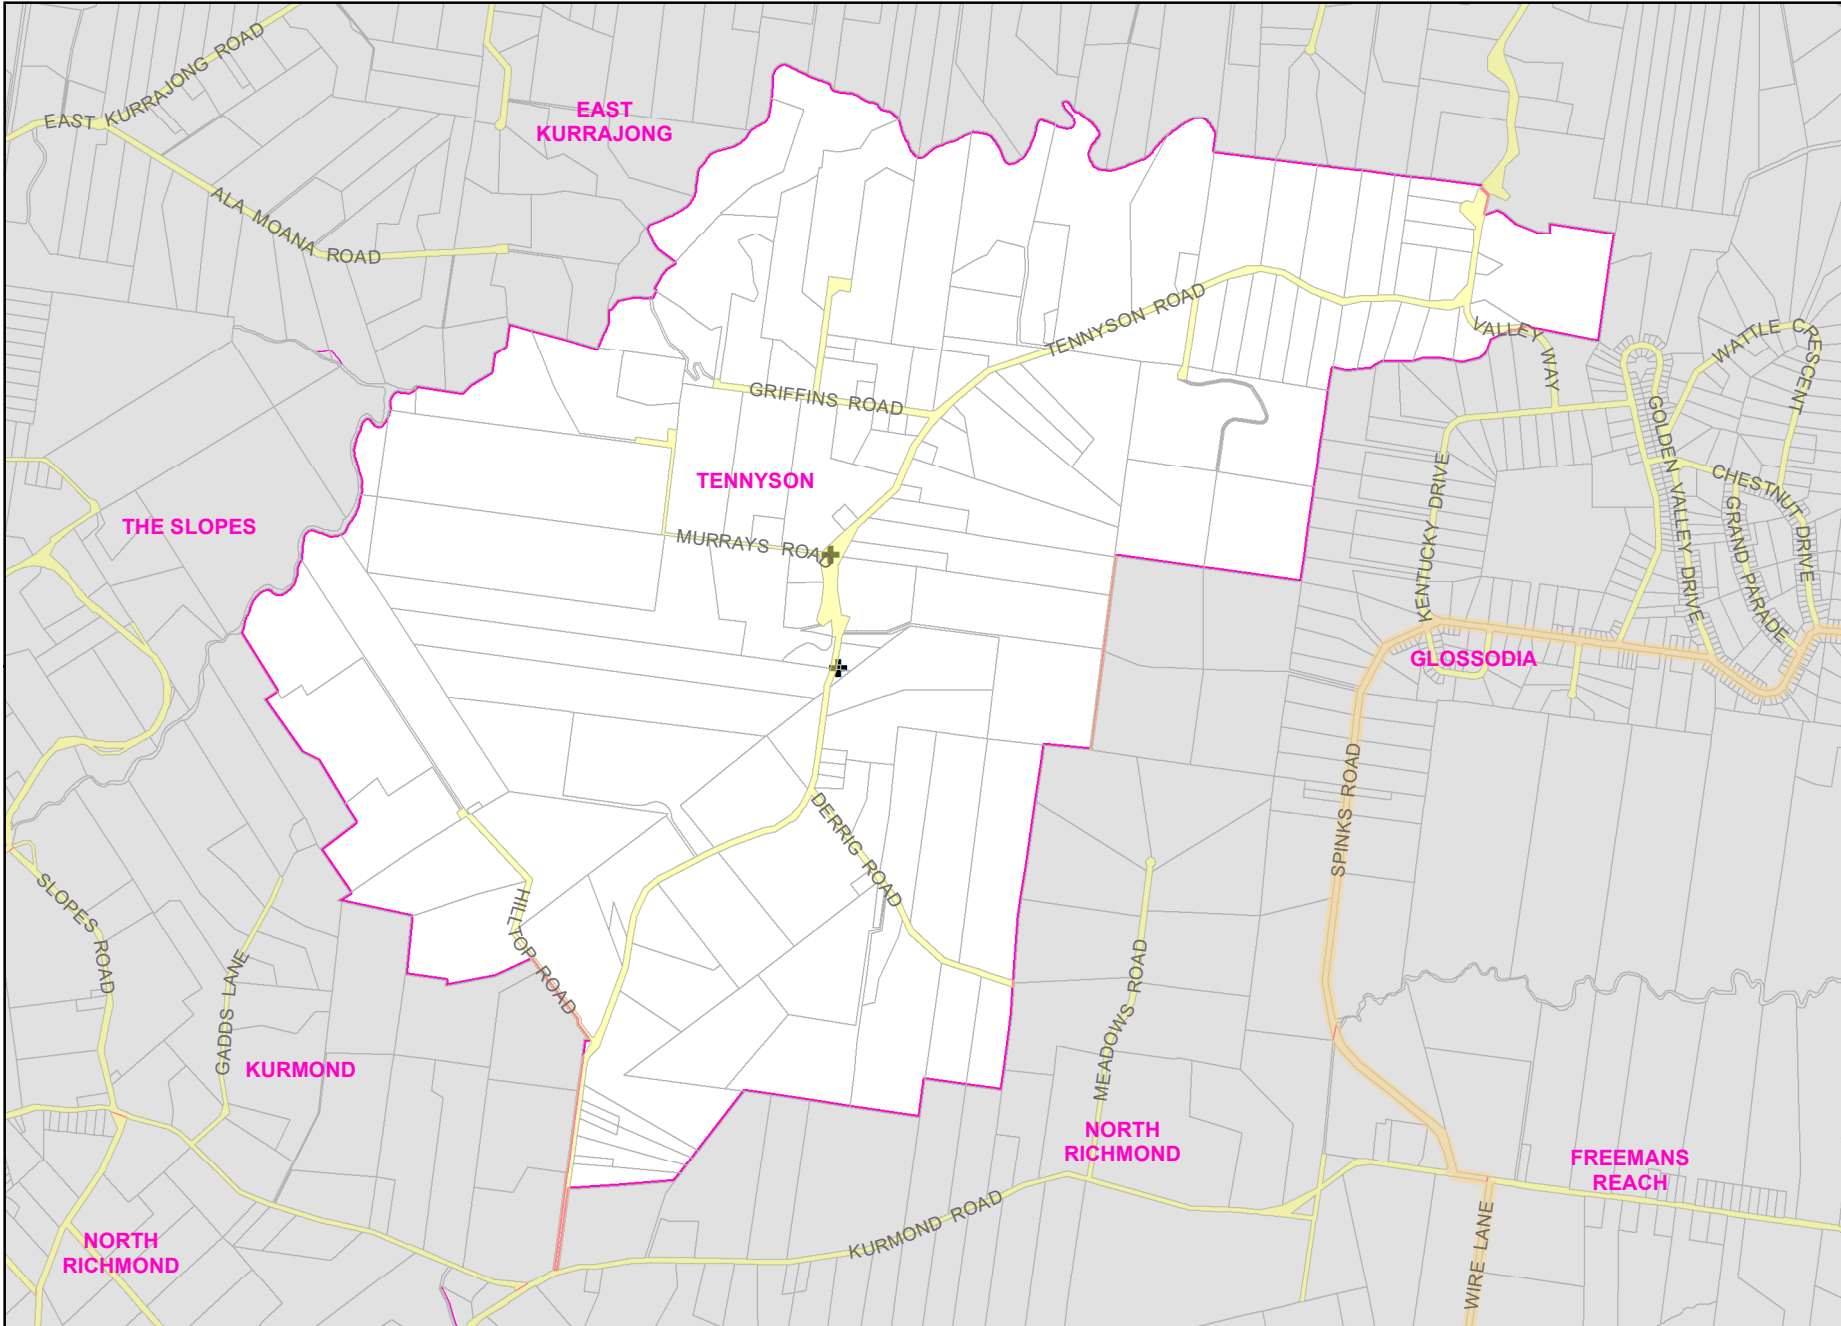 EAST KURRAJONG ROAD
EAST
KURRAJONG
ALA MOANA ROAD
TENNYSON ROAD
VALLEY WAY
WATTLE CRESCENT
GRIFFINS ROAD
GOLDEN VALLEY DRIVE
CHESTNUT DRIVE
TENNYSON
KENTUCKY DRIVE
GRAND PARADE
THE SLOPES
MURRAYS ROAD
GLOSSODIA
SPINKS ROAD
DERRIG ROAD
HILL TOP ROAD
SLOPES ROAD
GADDS LANE
MEADOWS ROAD
KURMOND
NORTH
RICHMOND
FREEMANS
REACH
KURMOND ROAD
WIRE LANE
NORTH
RICHMOND